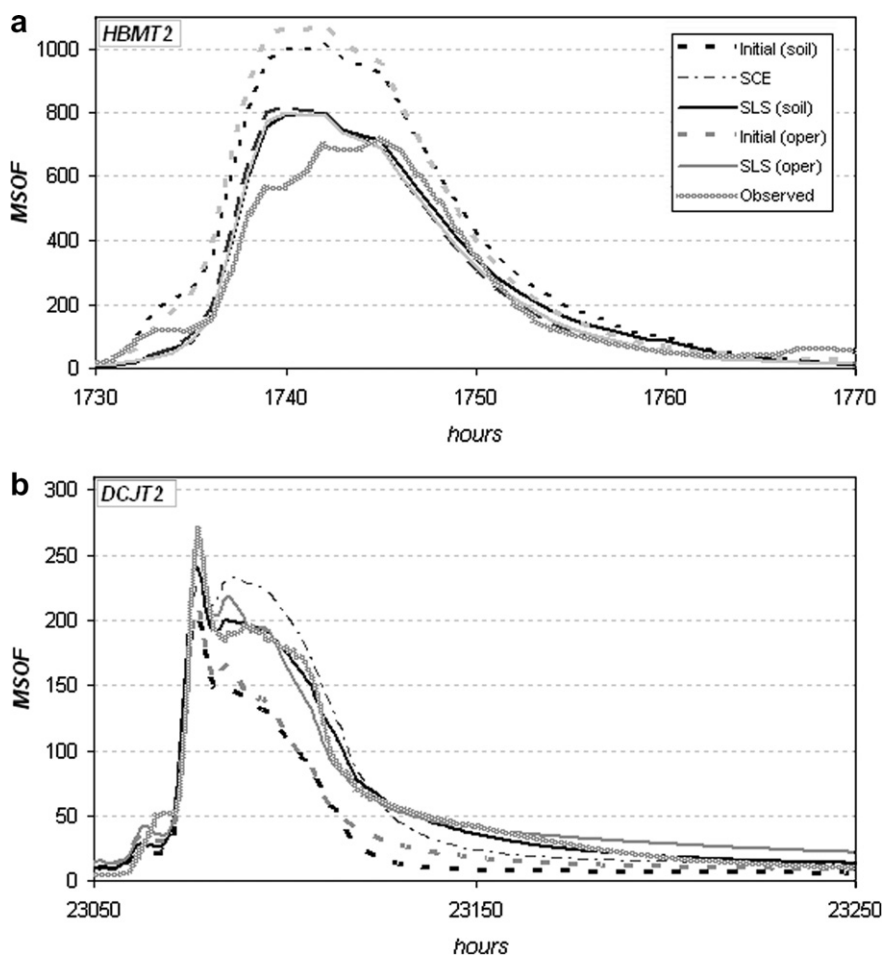 a
HBMT2
1000
800
600
400
200
0
MSOF
Initial (soil)
SCE
SLS (soil)
Initial (oper)
SLS (oper)
Observed
1730
1740
1750
1760
1770
hours
b
DCJT2
300
250
200
150
100
50
0
MSOF
23050
23150
23250
hours